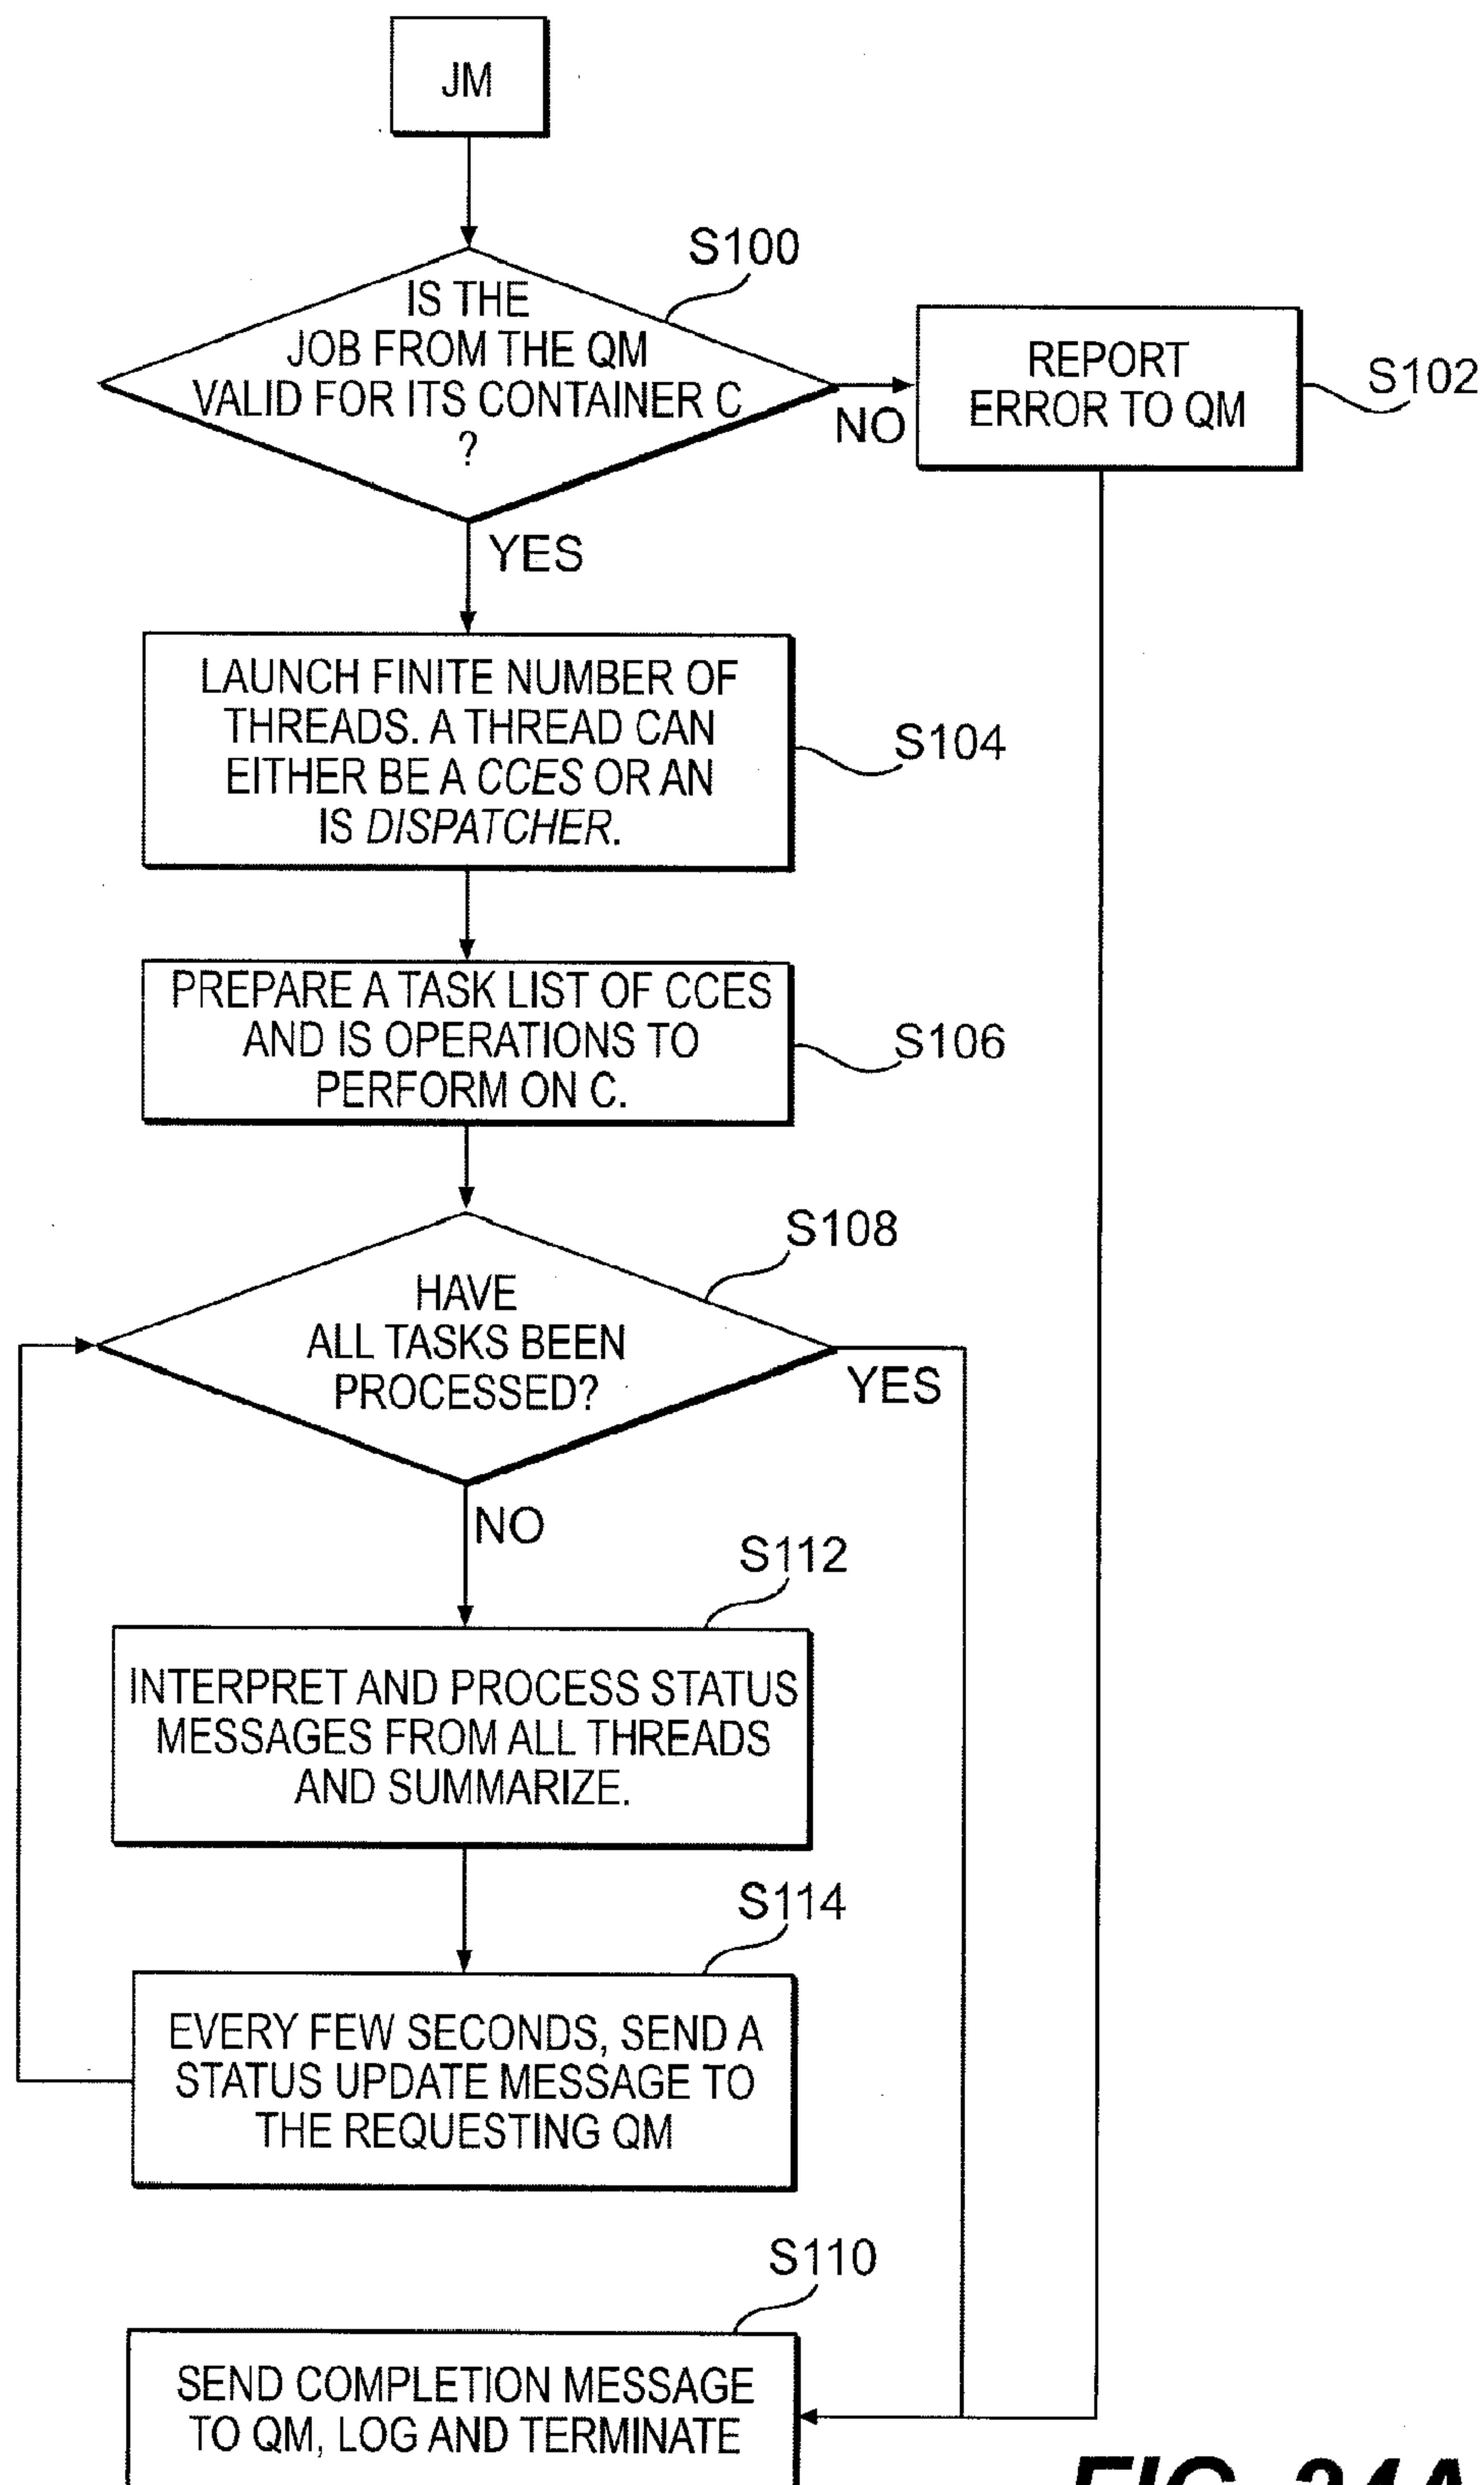 JM
S100
IS THE
JOB FROM THE QM
VALID FOR ITS CONTAINER C
?
NO
REPORT
ERROR TO QM
S102
YES
LAUNCH FINITE NUMBER OF
THREADS. A THREAD CAN
EITHER BE A CCES OR AN
IS DISPATCHER.
S104
PREPARE A TASK LIST OF CCES
AND IS OPERATIONS TO
PERFORM ON C.
S106
S108
HAVE
ALL TASKS BEEN
PROCESSED?
YES
NO
S112
INTERPRET AND PROCESS STATUS
MESSAGES FROM ALL THREADS
AND SUMMARIZE.
S114
EVERY FEW SECONDS, SEND A
STATUS UPDATE MESSAGE TO
THE REQUESTING QM
S110
SEND COMPLETION MESSAGE
TO QM, LOG AND TERMINATE
FIG. 24A